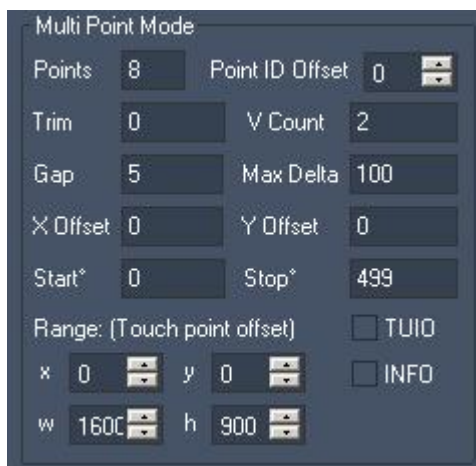 Multi Point Mode
Points 8 Point ID Offset 0
Trim 0 V Count 2
Gap 5 Max Delta 100
X Offset 0 Y Offset 0
Start° 0 Stop° 499
Range: (Touch point offset) TUIO
x 0 y 0 INFO
w 1600 h 900